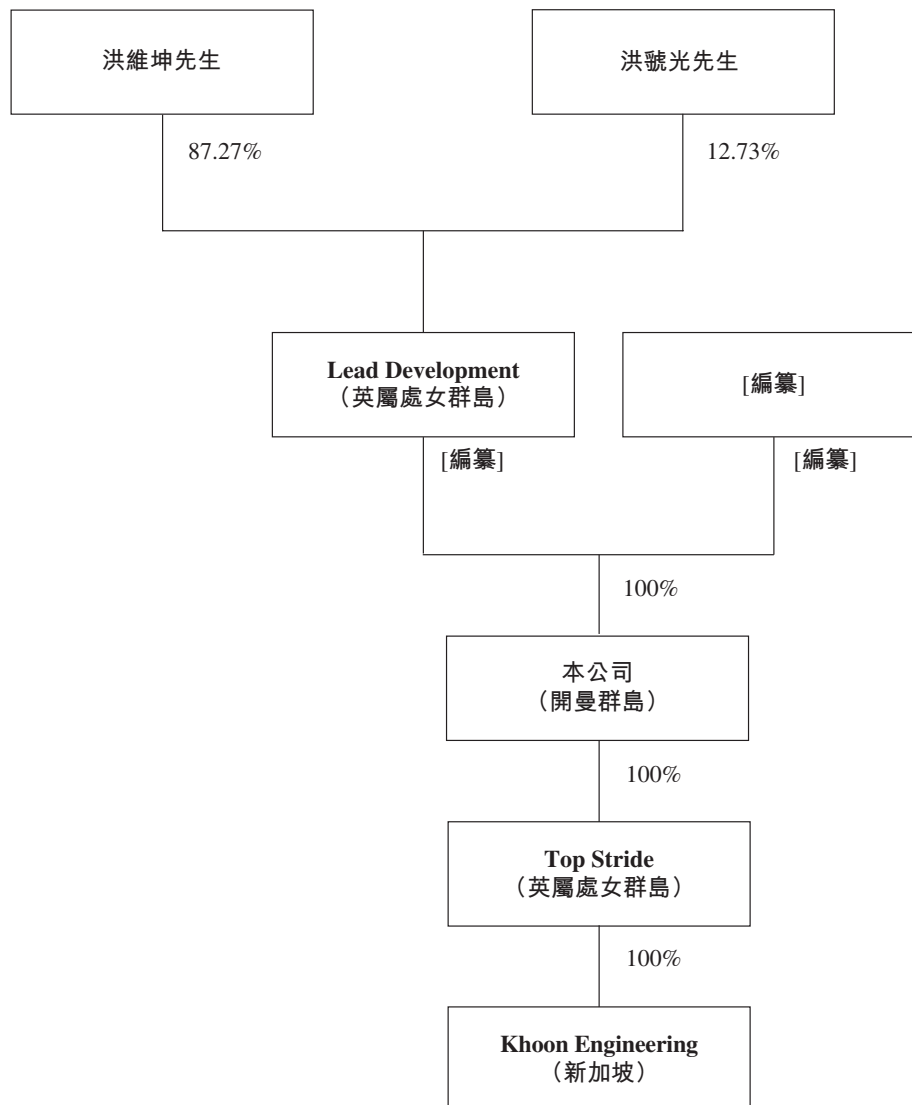 洪維坤先生
洪虢光先生
87.27%
12.73%
Lead Development
（英屬處女群島）
[編纂]
[編纂]
[編纂]
100%
本公司
（開曼群島）
100%
Top Stride
（英屬處女群島）
100%
Khoon Engineering
（新加坡）